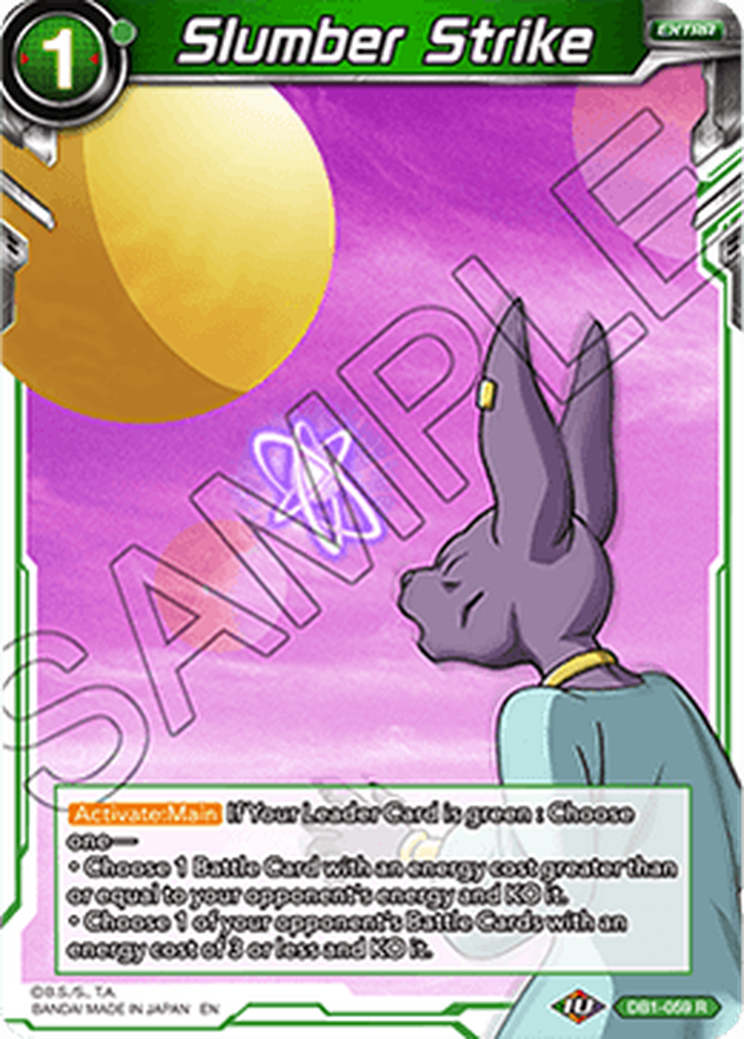 1
Slumber Strike
EXTRA
SAMPLE
Activate:Main If Your Leader Card is green : Choose
one—
• Choose 1 Battle Card with an energy cost greater than
or equal to your opponent's energy and KO it.
• Choose 1 of your opponent's Battle Cards with an
energy cost of 3 or less and KO it.
©B.S./S., T.A.
BANDAI MADE IN JAPAN EN
IU
DB1-059 R